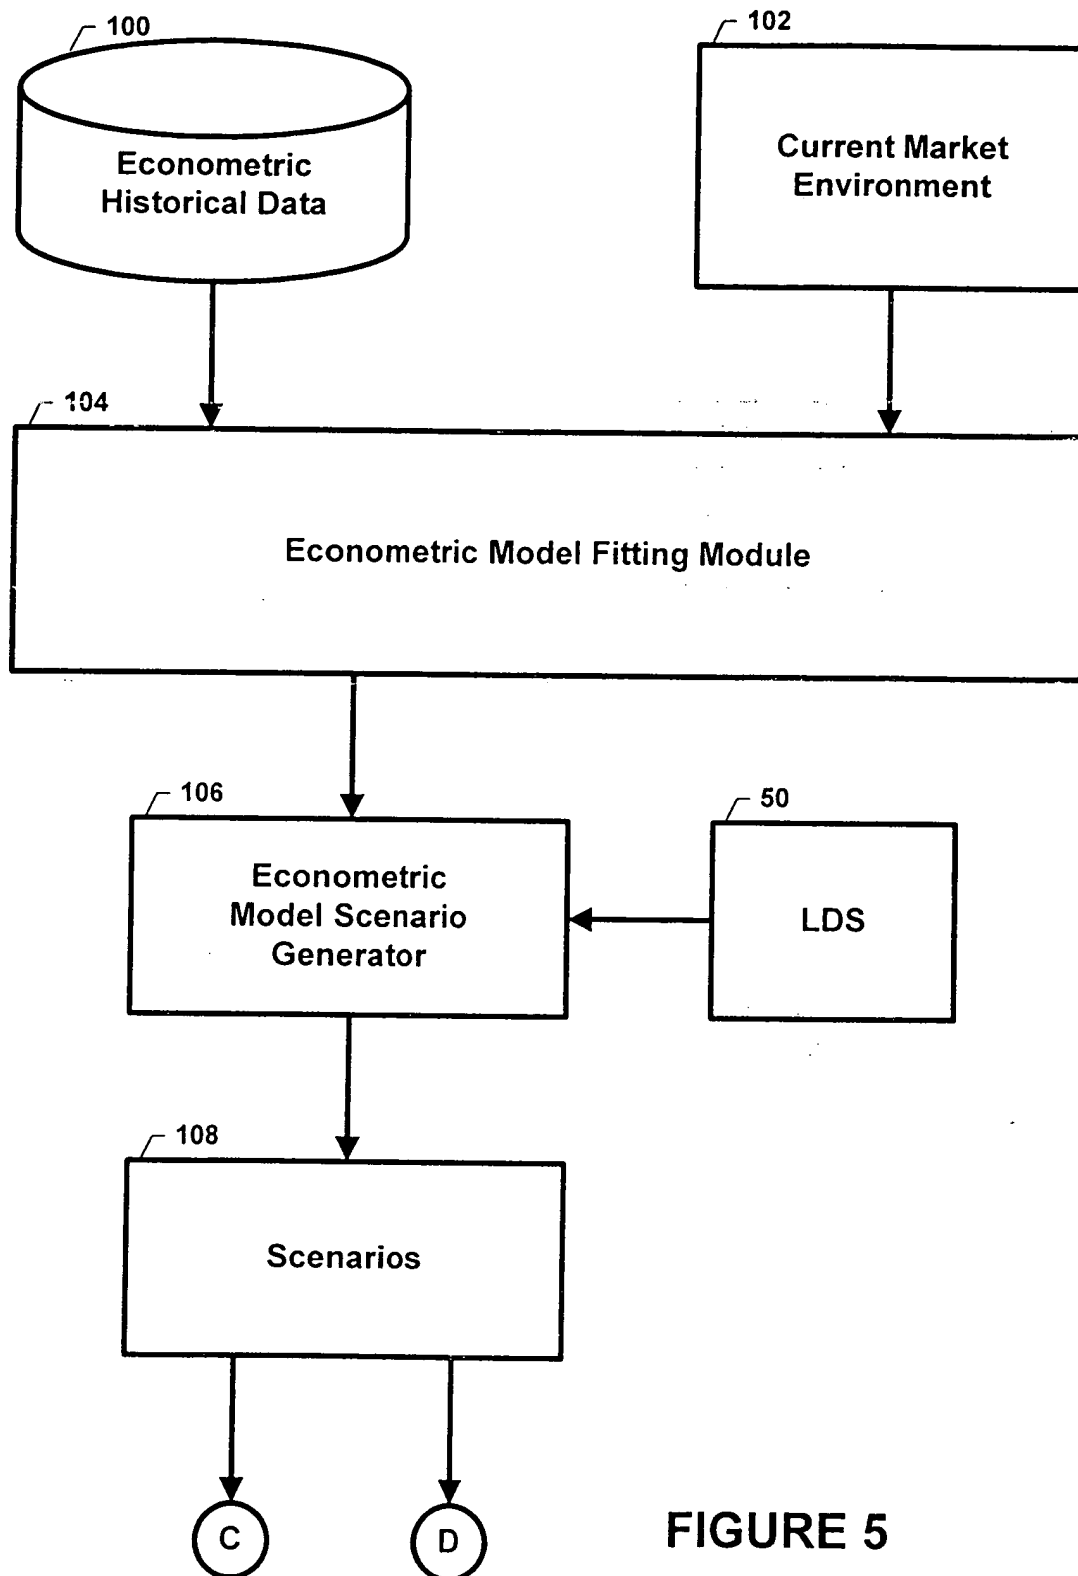 100
102
Econometric
Historical Data
Current Market
Environment
104
Econometric Model Fitting Module
106
50
Econometric
Model Scenario
Generator
LDS
108
Scenarios
C
D
FIGURE 5